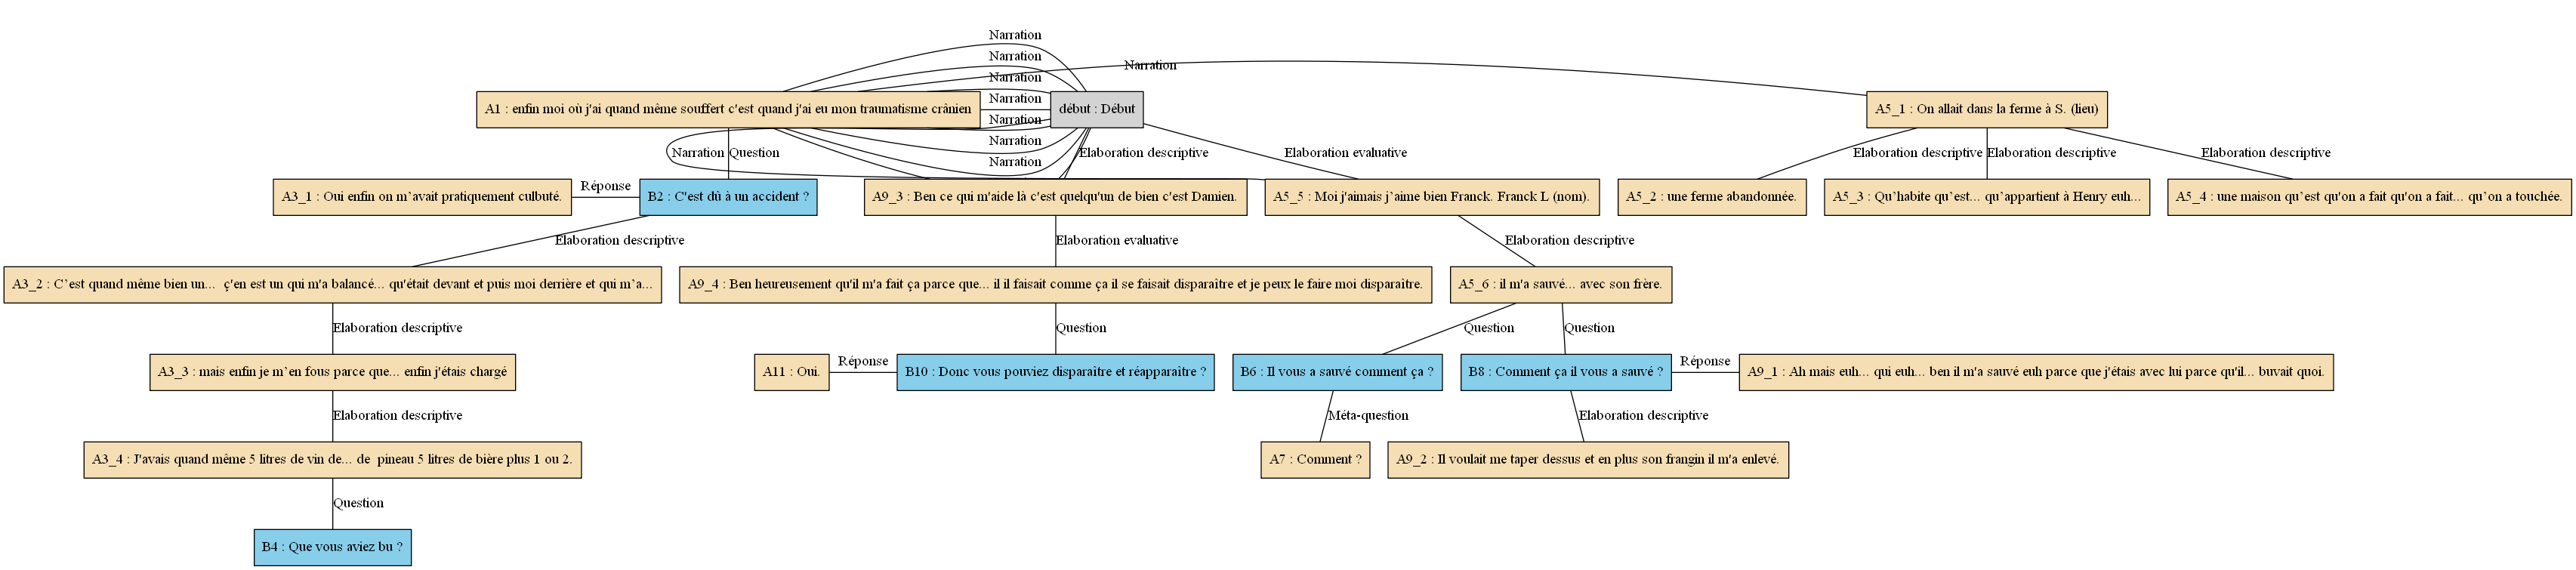 Narration
Narration
Narration
Narration
A1 : enfin moi où j'ai quand même souffert c'est quand j'ai eu mon traumatisme crânien
Narration
début : Début
A5_1 : On allait dans la ferme à S. (lieu)
Narration
Narration
Narration
Question
Narration
Elaboration descriptive
Elaboration evaluative
Elaboration descriptive
Elaboration descriptive
Elaboration descriptive
A3_1 : Oui enfin on m’avait pratiquement culbuté.
Réponse
B2 : C"est dû à un accident ?
A9_3 : Ben ce qui m'aide là c'est quelqu'un de bien c'est Damien.
A5_5 : Moi j'aimais j’aime bien Franck. Franck L (nom).
A5_2 : une ferme abandonnée.
A5_3 : Qu’habite qu’est... qu’appartient à Henry euh...
A5_4 : une maison qu’est qu'on a fait qu'on a fait... qu’on a touchée.
Elaboration descriptive
Elaboration evaluative
Elaboration descriptive
A3_2 : C’est quand même bien un...  ç'en est un qui m'a balancé... qu'était devant et puis moi derrière et qui m’a...
A9_4 : Ben heureusement qu'il m'a fait ça parce que... il il faisait comme ça il se faisait disparaître et je peux le faire moi disparaître.
A5_6 : il m'a sauvé... avec son frère.
Elaboration descriptive
Question
Question
Question
A3_3 : mais enfin je m’en fous parce que... enfin j'étais chargé
A11 : Oui.
Réponse
B10 : Donc vous pouviez disparaître et réapparaître ?
B6 : Il vous a sauvé comment ça ?
B8 : Comment ça il vous a sauvé ?
Réponse
A9_1 : Ah mais euh... qui euh... ben il m'a sauvé euh parce que j'étais avec lui parce qu'il... buvait quoi.
Elaboration descriptive
Méta-question
Elaboration descriptive
A3_4 : J'avais quand même 5 litres de vin de... de  pineau 5 litres de bière plus 1 ou 2.
A7 : Comment ?
A9_2 : Il voulait me taper dessus et en plus son frangin il m'a enlevé.
Question
B4 : Que vous aviez bu ?